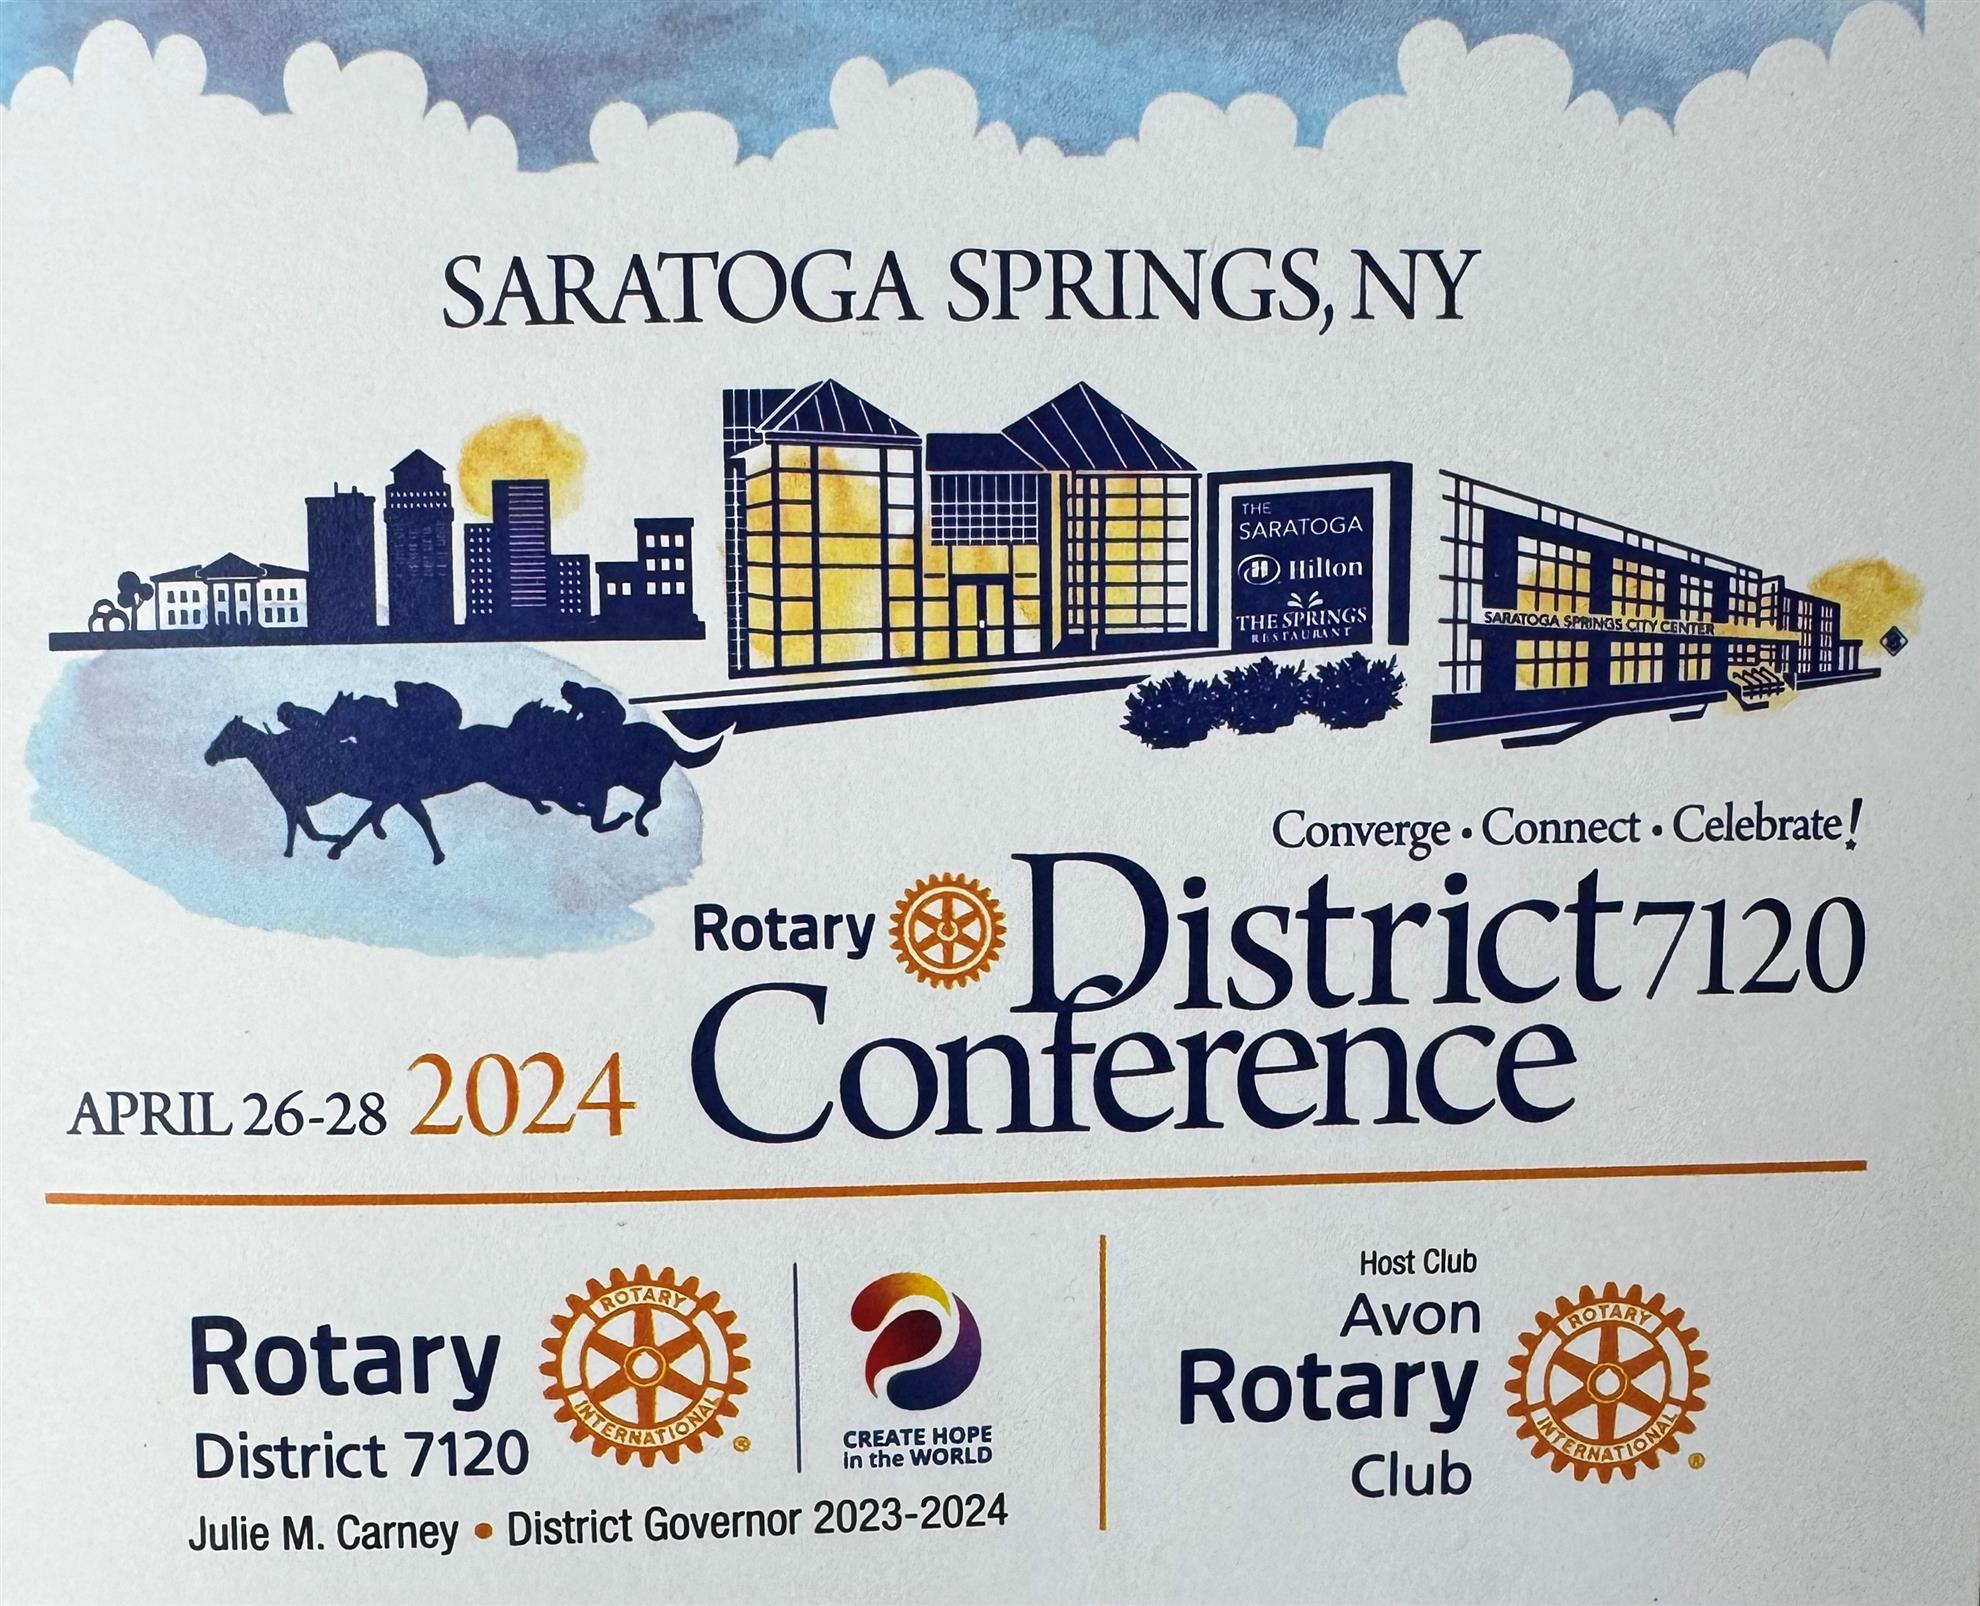 SARATOGA SPRINGS, NY
THE
SARATOGA
H Hilton
THE SPRINGS
RESTAURANT
SARATOGA SPRINGS CITY CENTER
Converge • Connect • Celebrate!
Rotary District 7120
Conference
APRIL 26-28 2024
Rotary
District 7120
ROTARY
INTERNATIONAL
®
CREATE HOPE
in the WORLD
Julie M. Carney • District Governor 2023-2024
Host Club
Avon
Rotary
Club
ROTARY
INTERNATIONAL
®